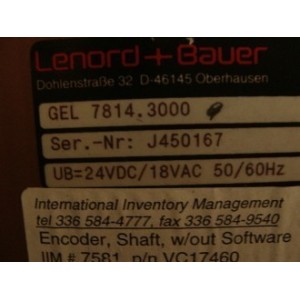 Lenord+Bauer
Dohlenstraße 32 D-46145 Oberhausen
GEL 7814.3000
Ser.-Nr: J450167
UB=24VDC/18VAC 50/60Hz
International Inventory Management
tel 336 584-4777, fax 336 584-9540
Encoder, Shaft, w/out Software
IIM # 7581, p/n VC17460